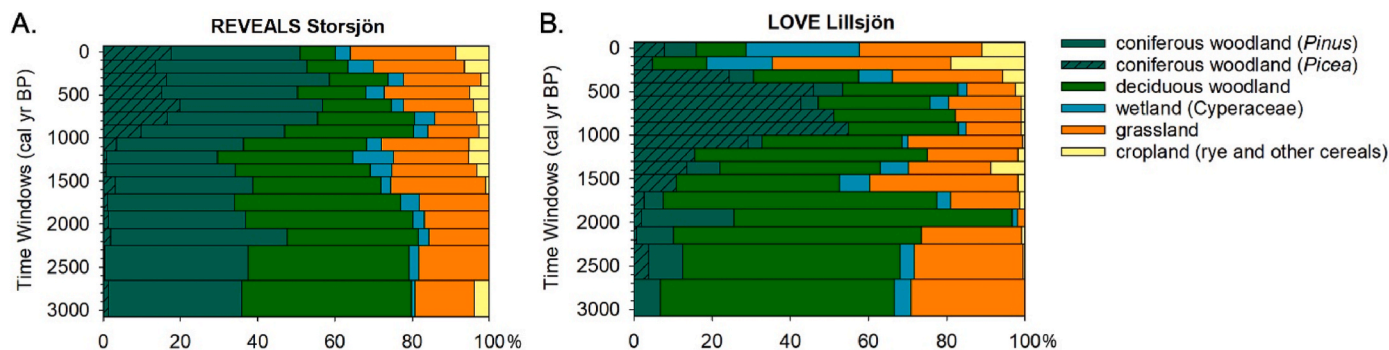 A. REVEALS Storsjön
Time Windows (cal yr BP)
0
500
1000
1500
2000
2500
3000
0 20 40 60 80 100%
B. LOVE Lillsjön
Time Windows (cal yr BP)
0
500
1000
1500
2000
2500
3000
0 20 40 60 80 100%
coniferous woodland (Pinus)
coniferous woodland (Picea)
deciduous woodland
wetland (Cyperaceae)
grassland
cropland (rye and other cereals)